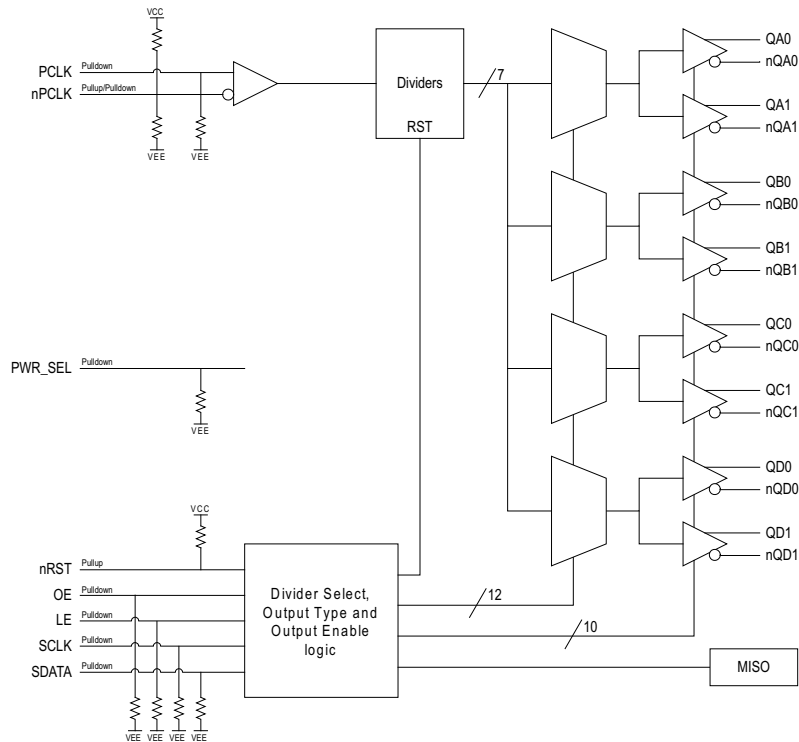 VCC
PCLK Pulldown
nPCLK Pullup/Pulldown
VEE
VEE
Dividers
RST
7
QA0
nQA0
QA1
nQA1
QB0
nQB0
QB1
nQB1
PWR_SEL Pulldown
VEE
QC0
nQC0
QC1
nQC1
QD0
nQD0
QD1
nQD1
VCC
nRST Pullup
OE Pulldown
LE Pulldown
SCLK Pulldown
SDATA Pulldown
VEE
VEE
VEE
VEE
Divider Select,
Output Type and
Output Enable
logic
12
10
MISO